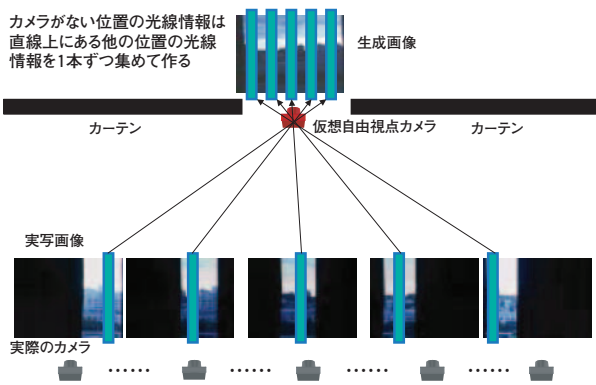 カメラがない位置の光線情報は
直線上にある他の位置の光線
情報を1本ずつ集めて作る
生成画像
カーテン
仮想自由視点カメラ
カーテン
実写画像
実際のカメラ